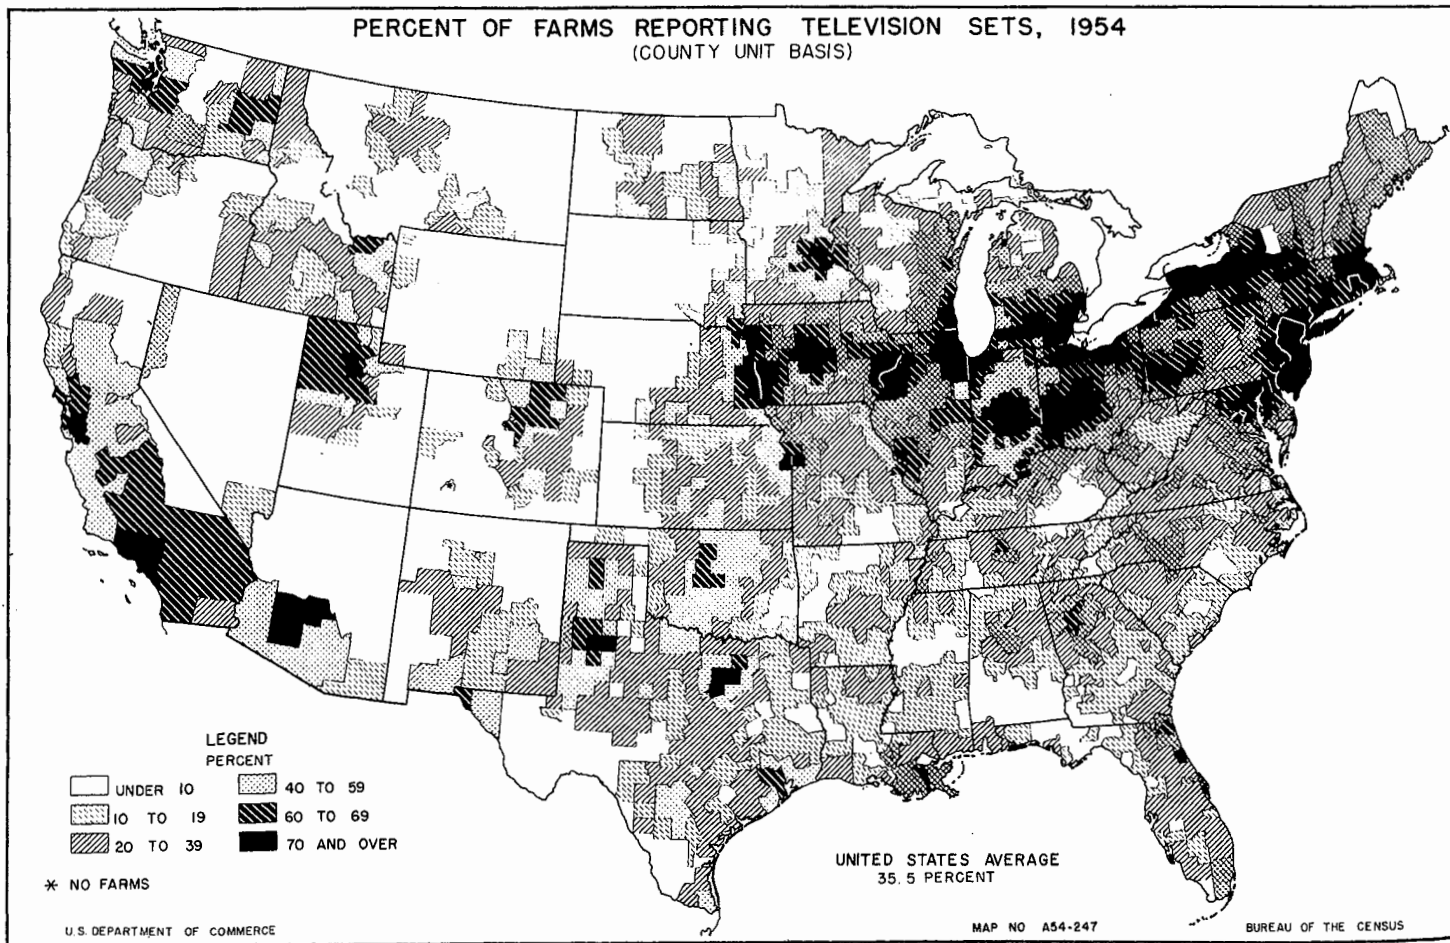 PERCENT OF FARMS REPORTING TELEVISION SETS, 1954
(COUNTY UNIT BASIS)
LEGEND
PERCENT
UNDER 10
10 TO 19
20 TO 39
40 TO 59
60 TO 69
70 AND OVER
* NO FARMS
UNITED STATES AVERAGE
35.5 PERCENT
U.S. DEPARTMENT OF COMMERCE
MAP NO A54-247
BUREAU OF THE CENSUS